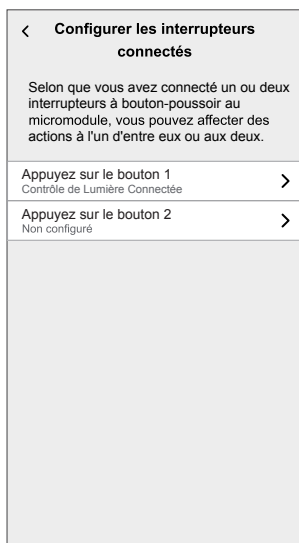 Configurer les interrupteurs
connectés
Selon que vous avez connecté un ou deux
interrupteurs à bouton-poussoir au
micromodule, vous pouvez affecter des
actions à l'un d'entre eux ou aux deux.
Appuyez sur le bouton 1
Contrôle de Lumière Connectée
Appuyez sur le bouton 2
Non configuré